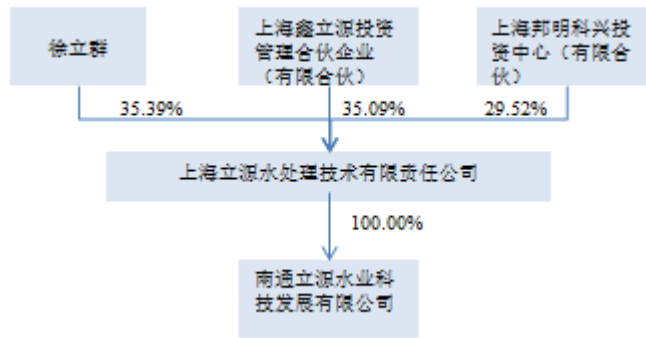 徐立群
上海鑫立源投资
管理合伙企业
（有限合伙）
上海邦明科兴投
资中心（有限合
伙）
35.39%
35.09%
29.52%
上海立源水处理技术有限责任公司
100.00%
南通立源水业科
技发展有限公司